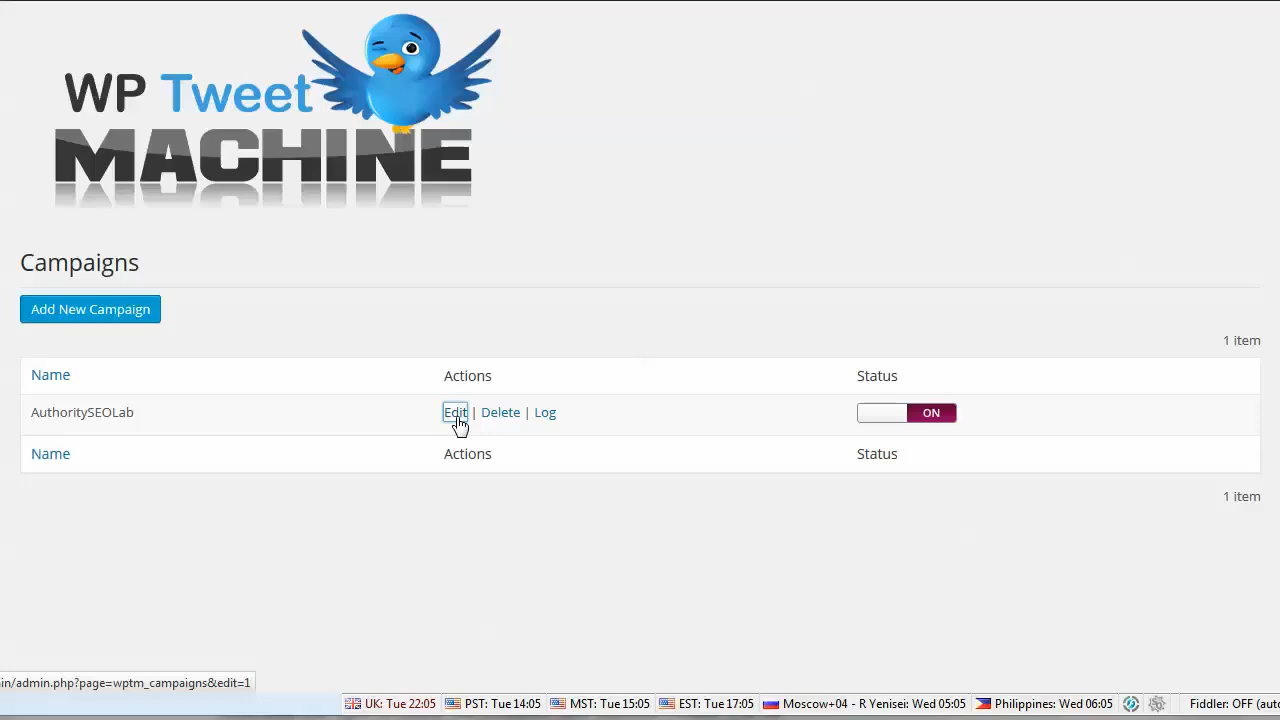 WP Tweet
MACHINE
Campaigns
Add New Campaign
1 item
Name Actions Status
AuthoritySEOLab Edit | Delete | Log ON
Name Actions Status
1 item
in/admin.php?page=wptm_campaigns&edit=1
UK: Tue 22:05 PST: Tue 14:05 MST: Tue 15:05 EST: Tue 17:05 Moscow+04 - R Yenisei: Wed 05:05 Philippines: Wed 06:05 Fiddler: OFF (aut